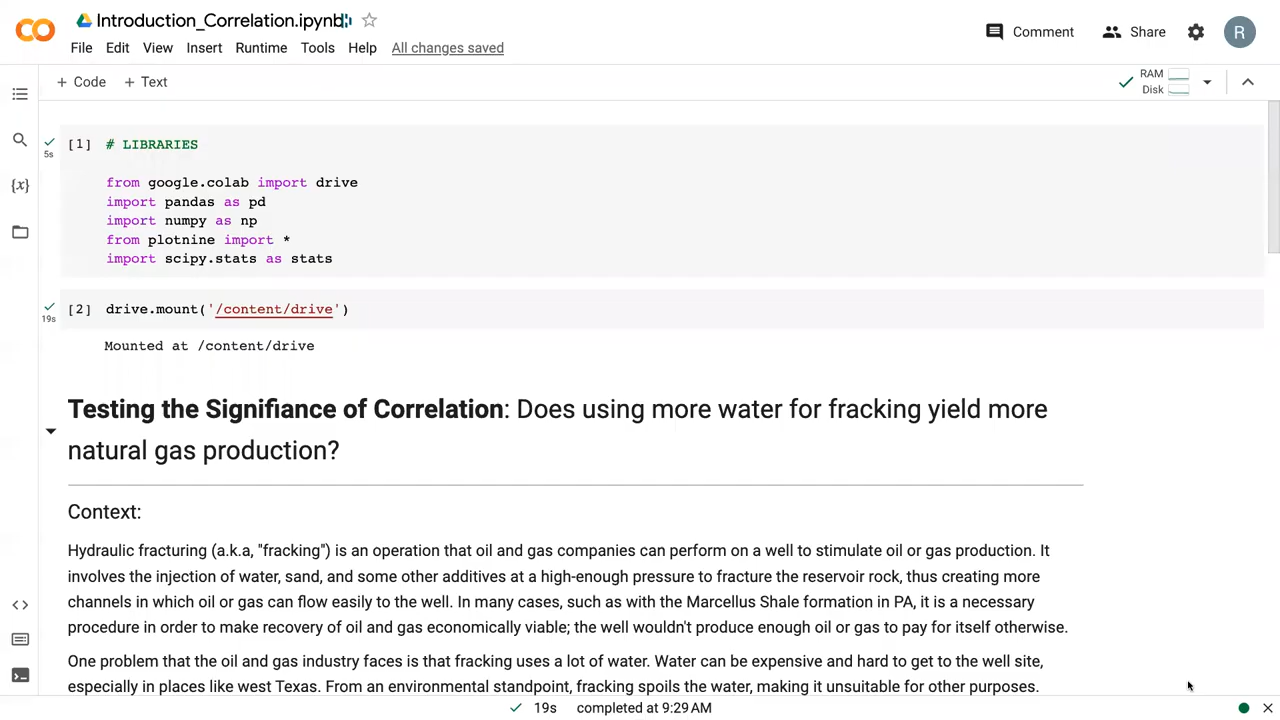 Introduction_Correlation.ipynb
File Edit View Insert Runtime Tools Help All changes saved
Comment Share R
+ Code + Text
RAM
Disk
[1] # LIBRARIES
5s
from google.colab import drive
import pandas as pd
import numpy as np
from plotnine import *
import scipy.stats as stats
[2] drive.mount('/content/drive')
19s
Mounted at /content/drive
Testing the Signifiance of Correlation: Does using more water for fracking yield more
natural gas production?
Context:
Hydraulic fracturing (a.k.a, "fracking") is an operation that oil and gas companies can perform on a well to stimulate oil or gas production. It
involves the injection of water, sand, and some other additives at a high-enough pressure to fracture the reservoir rock, thus creating more
channels in which oil or gas can flow easily to the well. In many cases, such as with the Marcellus Shale formation in PA, it is a necessary
procedure in order to make recovery of oil and gas economically viable; the well wouldn't produce enough oil or gas to pay for itself otherwise.
One problem that the oil and gas industry faces is that fracking uses a lot of water. Water can be expensive and hard to get to the well site,
especially in places like west Texas. From an environmental standpoint, fracking spoils the water, making it unsuitable for other purposes.
19s completed at 9:29 AM